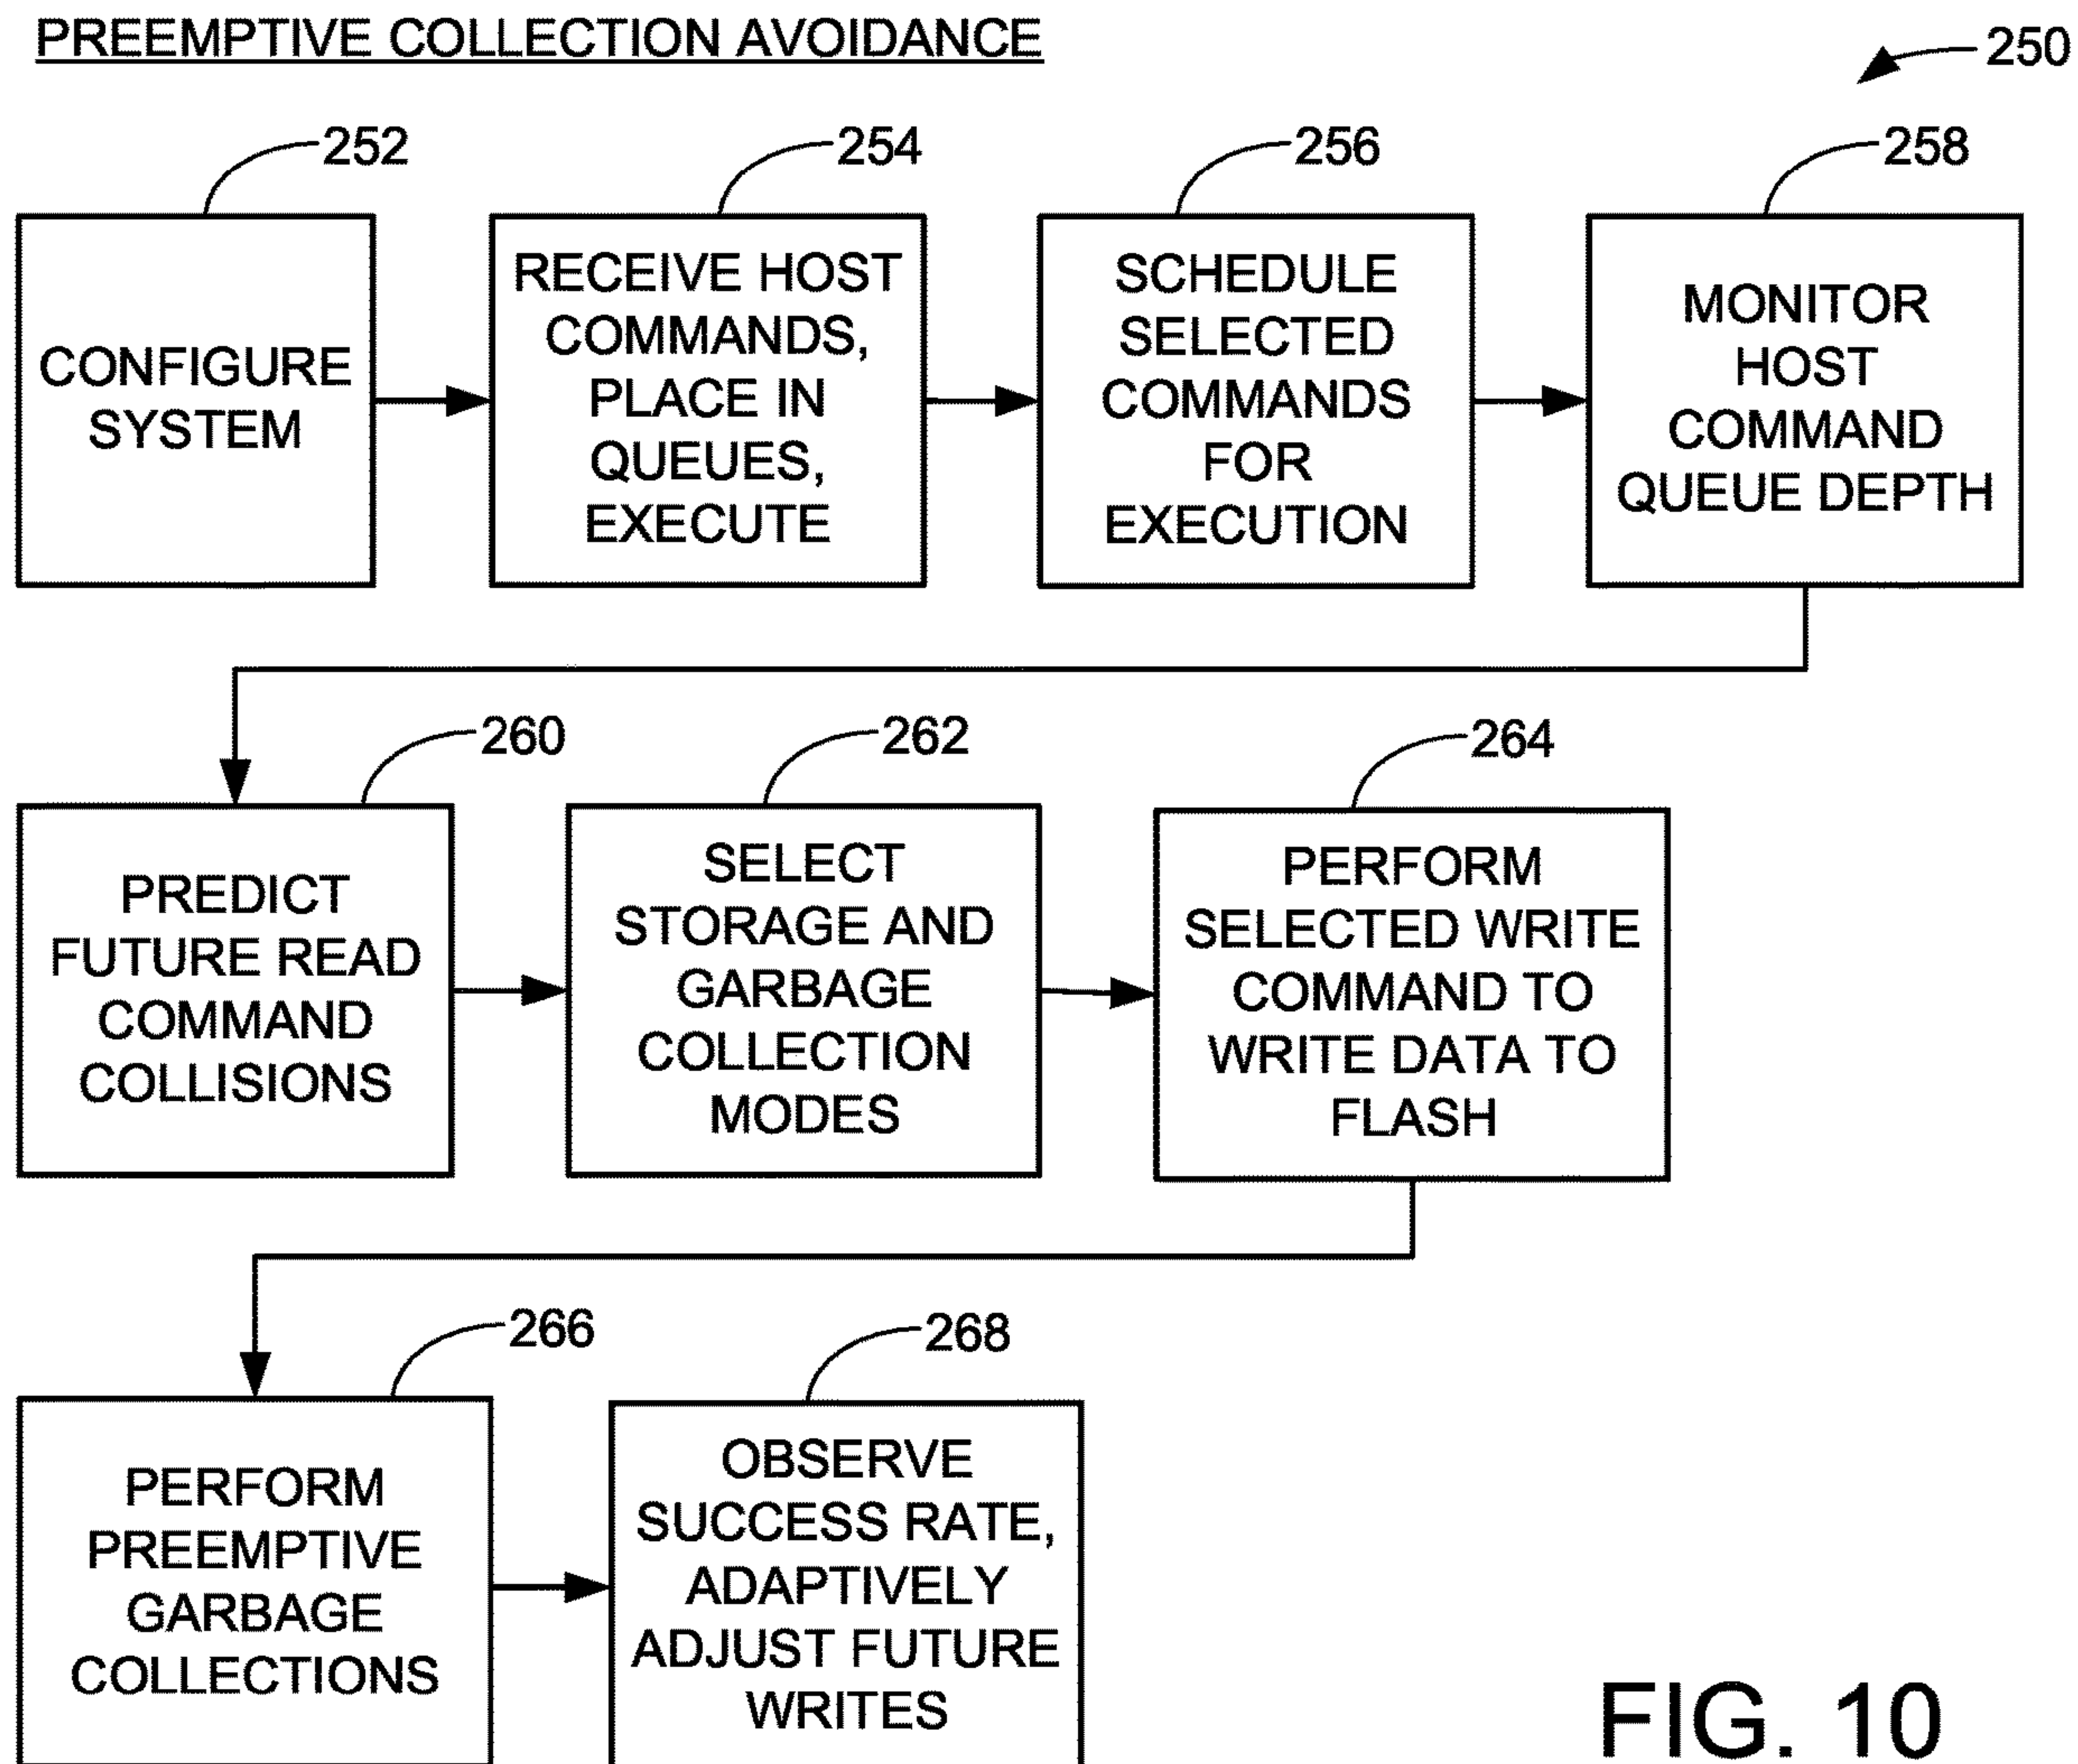 PREEMPTIVE COLLECTION AVOIDANCE
250
252
254
256
258
CONFIGURE
SYSTEM
RECEIVE HOST
COMMANDS,
PLACE IN
QUEUES,
EXECUTE
SCHEDULE
SELECTED
COMMANDS
FOR
EXECUTION
MONITOR
HOST
COMMAND
QUEUE DEPTH
260
262
264
PREDICT
FUTURE READ
COMMAND
COLLISIONS
SELECT
STORAGE AND
GARBAGE
COLLECTION
MODES
PERFORM
SELECTED WRITE
COMMAND TO
WRITE DATA TO
FLASH
266
268
PERFORM
PREEMPTIVE
GARBAGE
COLLECTIONS
OBSERVE
SUCCESS RATE,
ADAPTIVELY
ADJUST FUTURE
WRITES
FIG. 10